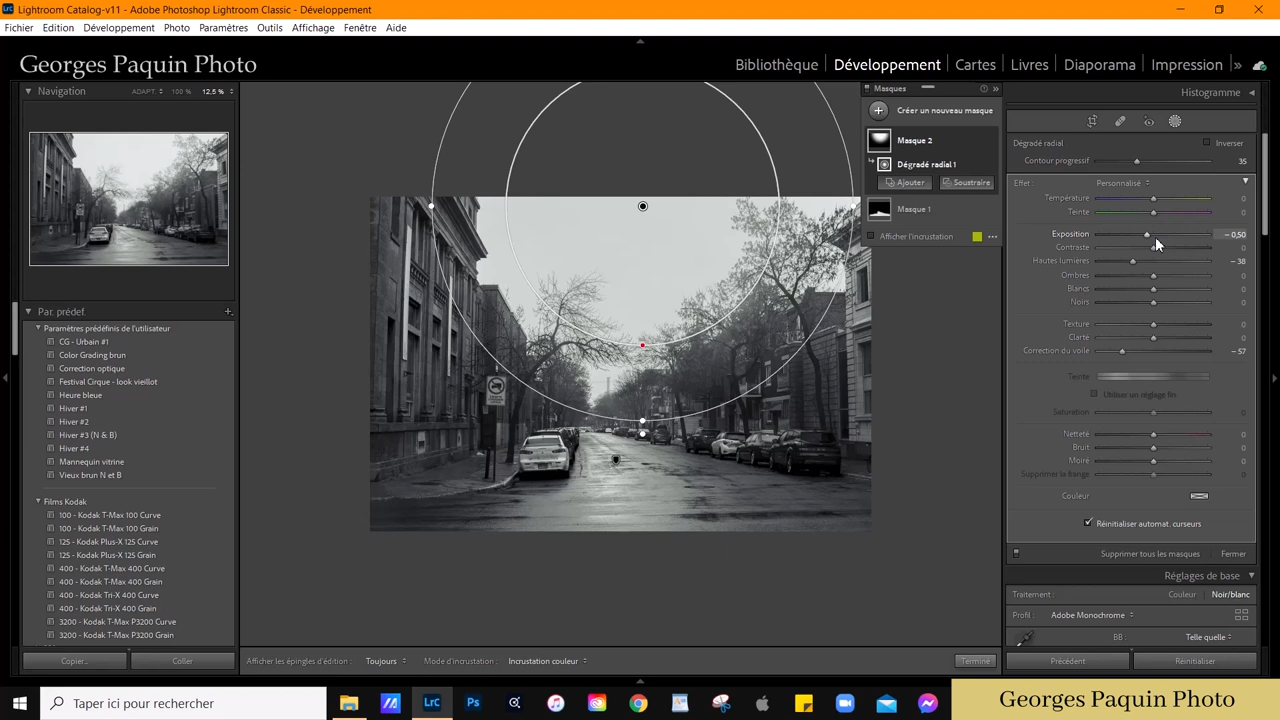 Lightroom Catalog-v11 - Adobe Photoshop Lightroom Classic - Développement
Fichier Edition Développement Photo Paramètres Outils Affichage Fenêtre Aide
Georges Paquin Photo
Bibliothèque Développement Cartes Livres Diaporama Impression »
Navigation ADAPT. 100 % 12,5 %
Par. prédef.
Paramètres prédéfinis de l'utilisateur
CG - Urbain #1
Color Grading brun
Correction optique
Festival Cirque - look vieillot
Heure bleue
Hiver #1
Hiver #2
Hiver #3 (N & B)
Hiver #4
Mannequin vitrine
Vieux brun N et B
Films Kodak
100 - Kodak T-Max 100 Curve
100 - Kodak T-Max 100 Grain
125 - Kodak Plus-X 125 Curve
125 - Kodak Plus-X 125 Grain
400 - Kodak T-Max 400 Curve
400 - Kodak T-Max 400 Grain
400 - Kodak Tri-X 400 Curve
400 - Kodak Tri-X 400 Grain
3200 - Kodak T-Max P3200 Curve
3200 - Kodak T-Max P3200 Grain
Copier... Coller
Masques
Créer un nouveau masque
Masque 2
Dégradé radial 1
Ajouter Soustraire
Masque 1
Afficher l'incrustation
Afficher les épingles d'édition : Toujours Mode d'incrustation : Incrustation couleur Terminé
Histogramme
Dégradé radial Inverser
Contour progressif 35
Effet : Personnalisé
Température 0
Teinte 0
Exposition – 0,50
Contraste 0
Hautes lumières – 38
Ombres 0
Blancs 0
Noirs 0
Texture 0
Clarté 0
Correction du voile – 57
Teinte
Utiliser un réglage fin
Saturation 0
Netteté 0
Bruit 0
Moiré 0
Supprimer la frange 0
Couleur
Réinitialiser automat. curseurs
Supprimer tous les masques Fermer
Réglages de base
Traitement : Couleur Noir/blanc
Profil : Adobe Monochrome
BB : Telle quelle
Précédent Réinitialiser
Taper ici pour rechercher
LrC Ps
Georges Paquin Photo